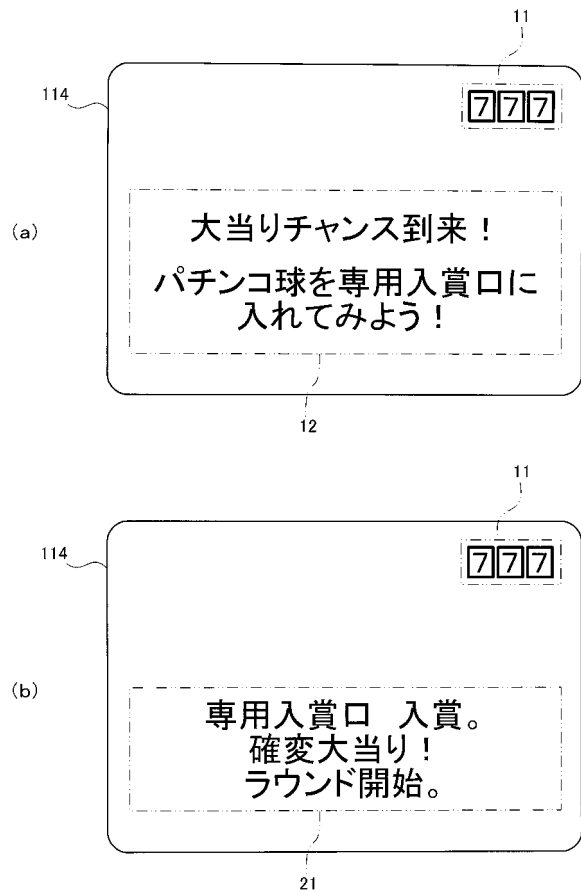 11
114
777
(a)
大当りチャンス到来！
パチンコ球を専用入賞口に
入れてみよう！
12
11
114
777
(b)
専用入賞口　入賞。
確変大当り！
ラウンド開始。
21